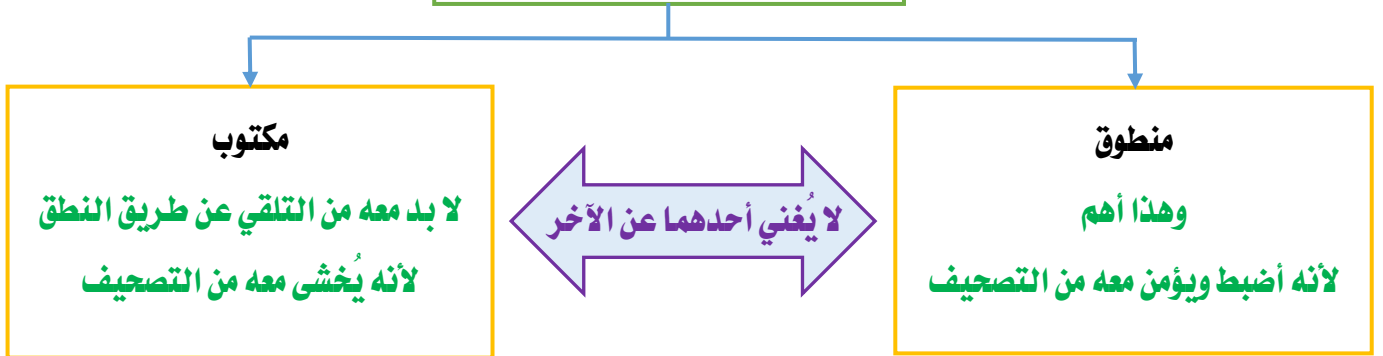 منطوق
وهذا أهم
لأنه أضبط ويؤمن معه من التصحيف
لا يُغني أحدهما عن الآخر
مكتوب
لا بد معه من التلقي عن طريق النطق
لأنه يُخشى معه من التصحيف